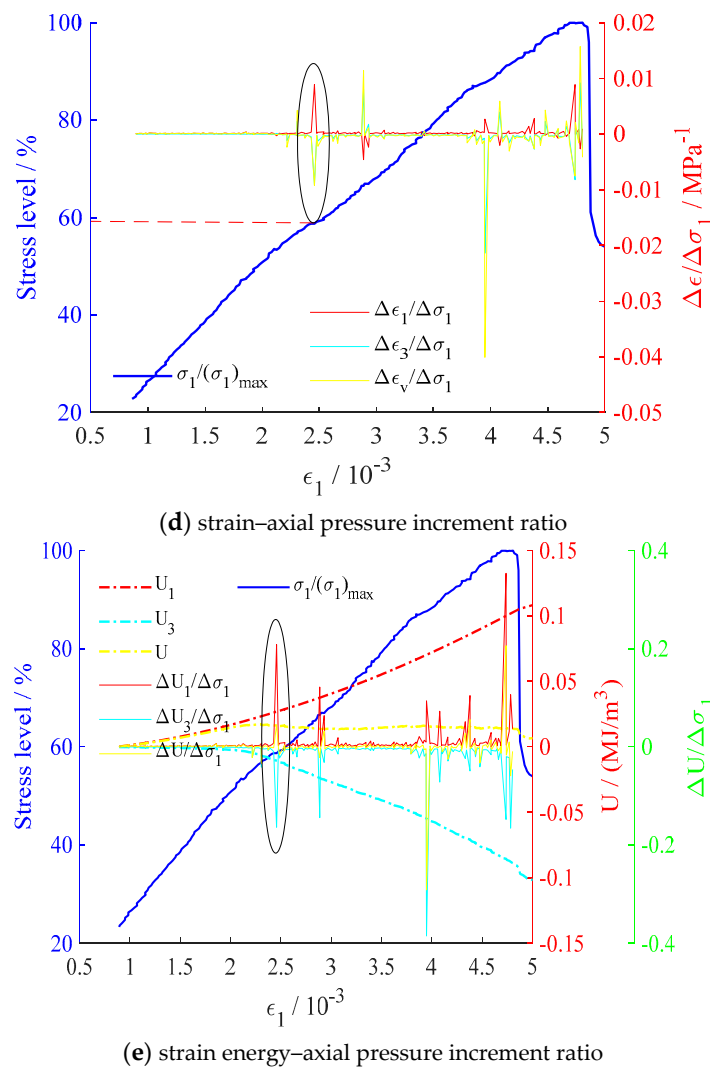 100
80
60
40
20
Stress level / %
0.02
0.01
0
-0.01
-0.02
-0.03
-0.04
-0.05
Δϵ/Δσ₁ / MPa⁻¹
Δϵ₁/Δσ₁
Δϵ₃/Δσ₁
Δϵᵥ/Δσ₁
σ₁/(σ₁)max
0.5 1 1.5 2 2.5 3 3.5 4 4.5 5
ϵ₁ / 10⁻³
(d) strain–axial pressure increment ratio
100
80
60
40
20
Stress level / %
U₁
U₃
U
ΔU₁/Δσ₁
ΔU₃/Δσ₁
ΔU/Δσ₁
σ₁/(σ₁)max
0.15
0.1
0.05
0
-0.05
-0.1
-0.15
U / (MJ/m³)
0.4
0.2
0
-0.2
-0.4
ΔU/Δσ₁
0.5 1 1.5 2 2.5 3 3.5 4 4.5 5
ϵ₁ / 10⁻³
(e) strain energy–axial pressure increment ratio